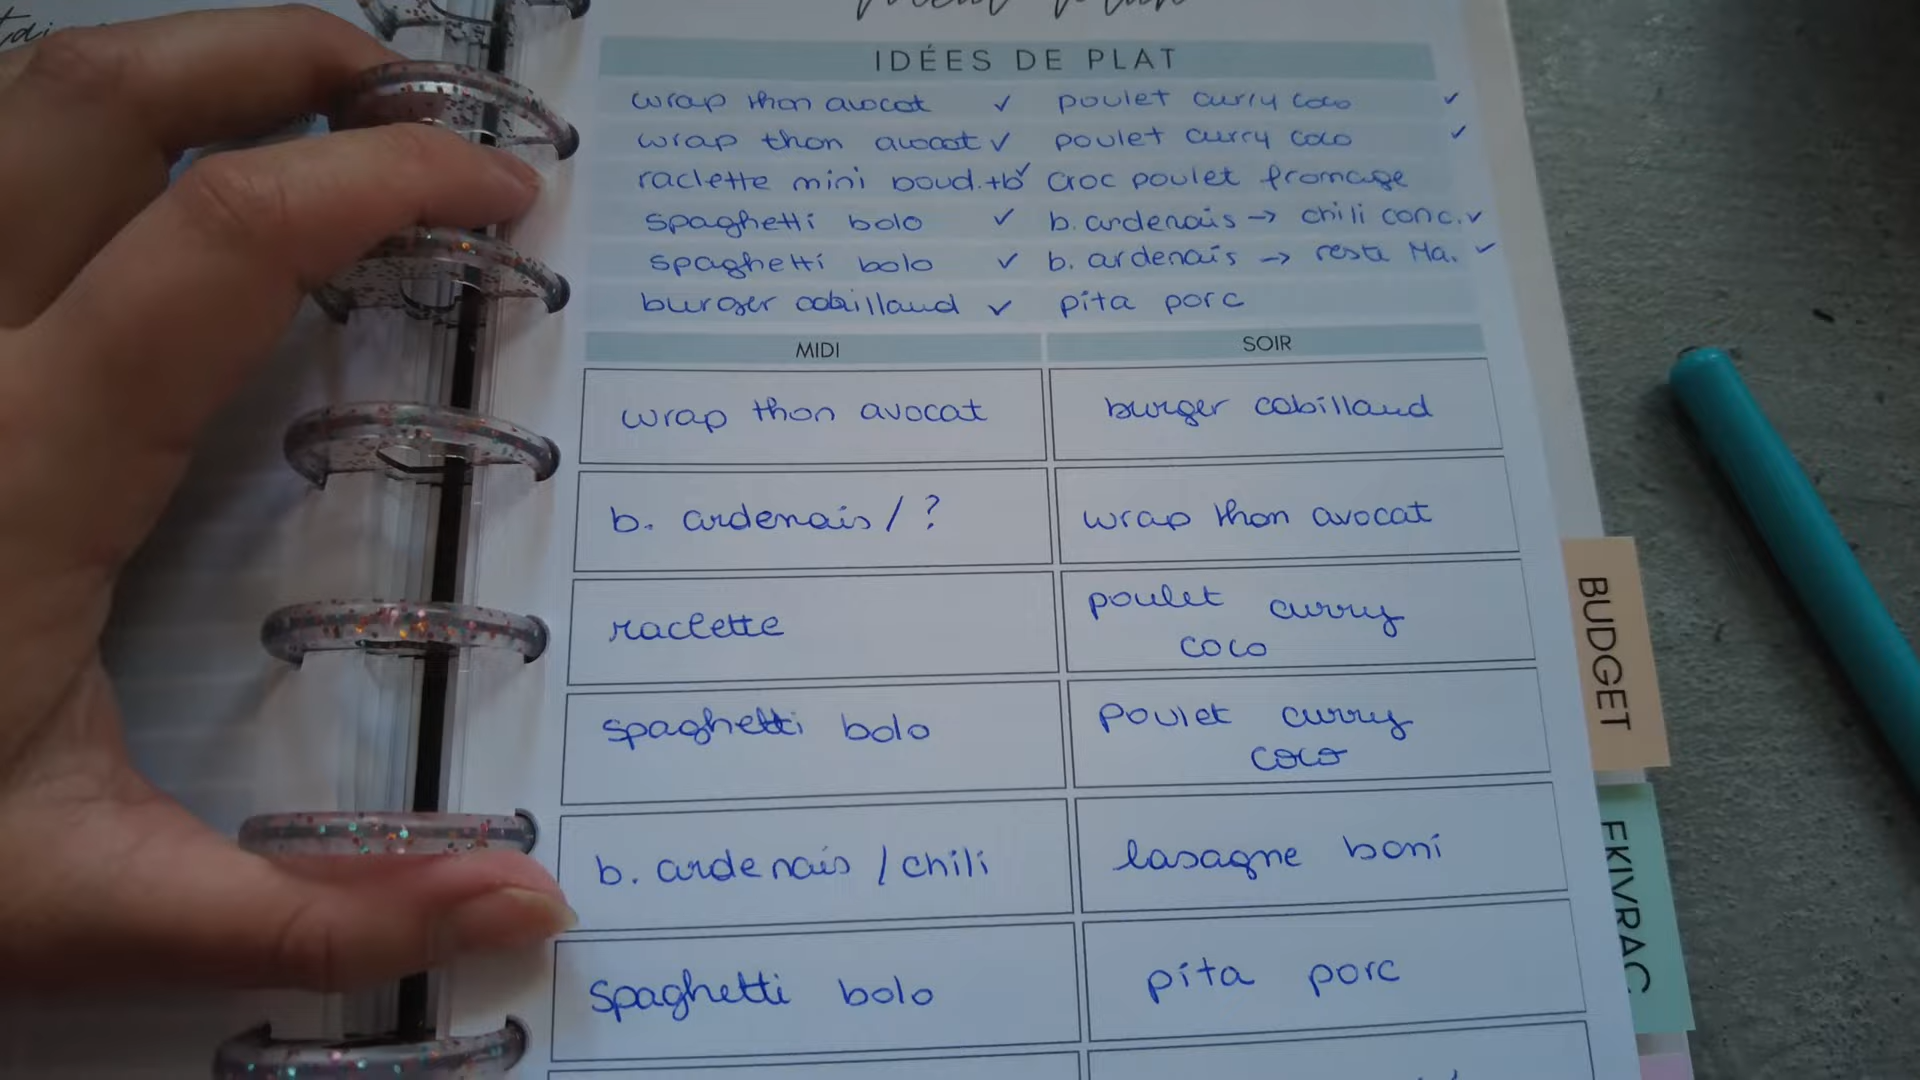 Meal Plan
IDÉES DE PLAT
wrap thon avocat ✓ poulet curry coco ✓
wrap thon avocat ✓ poulet curry coco ✓
raclette mini boud.+b ✓ croc poulet fromage
spaghetti bolo ✓ b. ardenais → chili conc. ✓
spaghetti bolo ✓ b. ardenais → reste Ma. ✓
burger cabillaud ✓ pita porc
MIDI SOIR
wrap thon avocat burger cabillaud
b. ardenais / ? wrap thon avocat
raclette poulet curry
coco
spaghetti bolo poulet curry
coco
b. ardenais / chili lasagne boni
spaghetti bolo pita porc
BUDGET
EKIVRAC